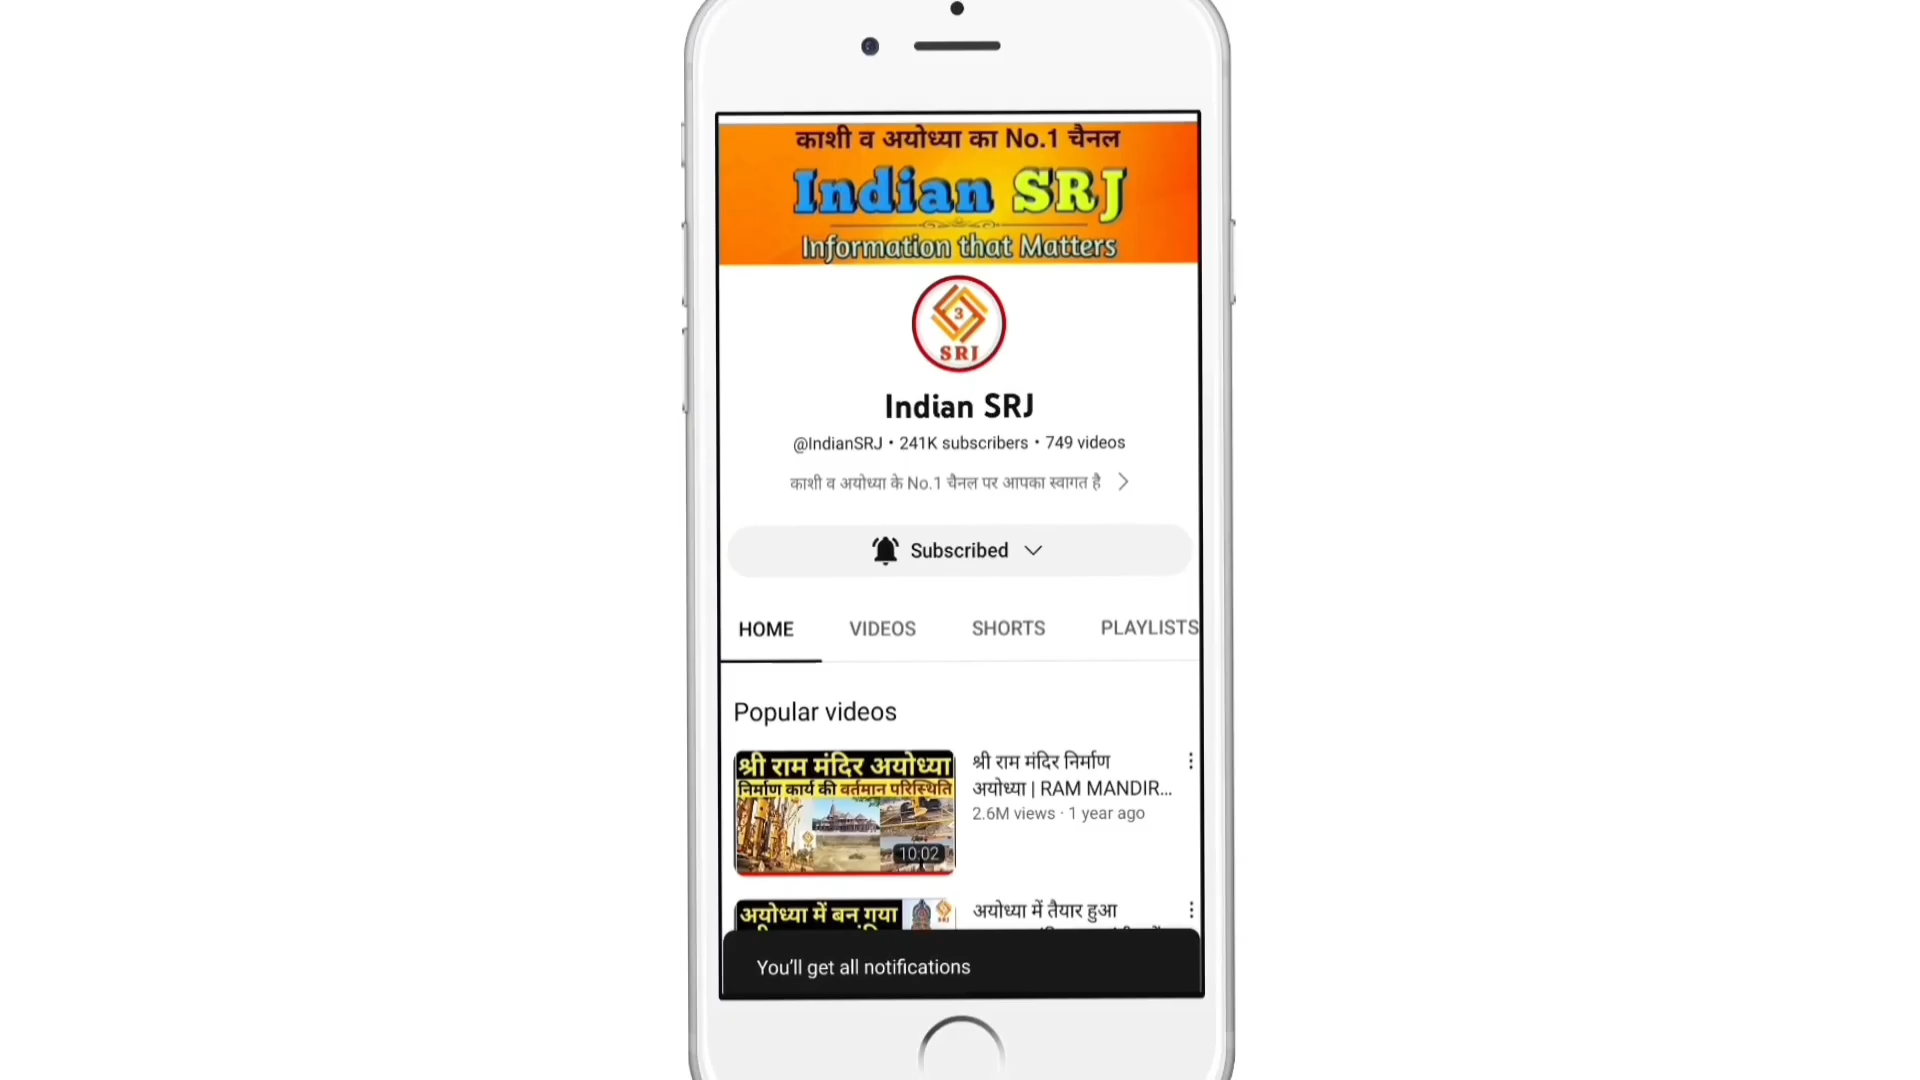 काशी व अयोध्या का No.1 चैनल
Indian SRJ
Information that Matters
3
SRJ
Indian SRJ
@IndianSRJ • 241K subscribers • 749 videos
काशी व अयोध्या के No.1 चैनल पर आपका स्वागत है
Subscribed
HOME VIDEOS SHORTS PLAYLISTS
Popular videos
श्री राम मंदिर अयोध्या
निर्माण कार्य की वर्तमान परिस्थिति
10:02
श्री राम मंदिर निर्माण
अयोध्या | RAM MANDIR...
2.6M views · 1 year ago
अयोध्या में बन गया
अयोध्या में तैयार हुआ
You'll get all notifications